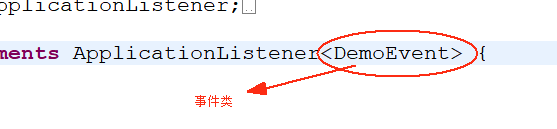 pplicationListener;
ments ApplicationListener<DemoEvent> {
事件类